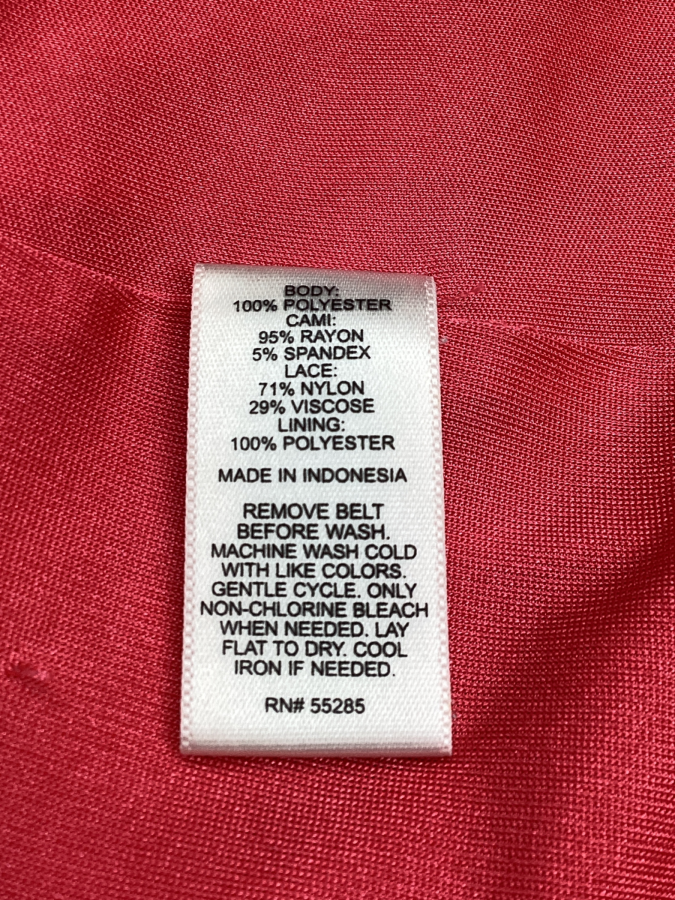 BODY:
100% POLYESTER
CAMI:
95% RAYON
5% SPANDEX
LACE:
71% NYLON
29% VISCOSE
LINING:
100% POLYESTER
MADE IN INDONESIA
REMOVE BELT
BEFORE WASH.
MACHINE WASH COLD
WITH LIKE COLORS.
GENTLE CYCLE. ONLY
NON-CHLORINE BLEACH
WHEN NEEDED. LAY
FLAT TO DRY. COOL
IRON IF NEEDED.
RN# 55285